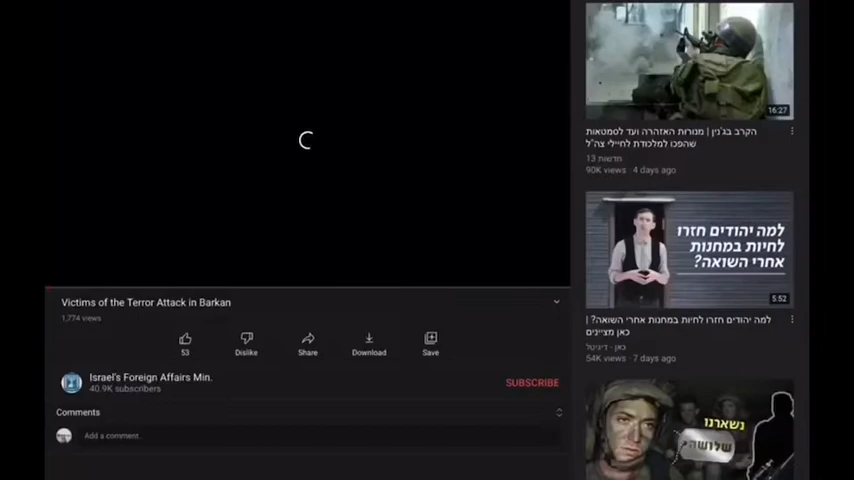 Victims of the Terror Attack in Barkan
1,774 views
53
Dislike
Share
Download
Save
Israel's Foreign Affairs Min.
40.9K subscribers
SUBSCRIBE
Comments
Add a comment.
16:27
הקרב בג'נין | מנורות האזהרה ועד לסמטאות
שהפכו למלכודת לחיילי צה"ל
חדשות 13
90K views · 4 days ago
למה יהודים חזרו
לחיות במחנות
אחרי השואה?
5:52
למה יהודים חזרו לחיות במחנות אחרי השואה? |
כאן מציינים
כאן - דיגיטל
54K views · 7 days ago
נשארנו
שלושה